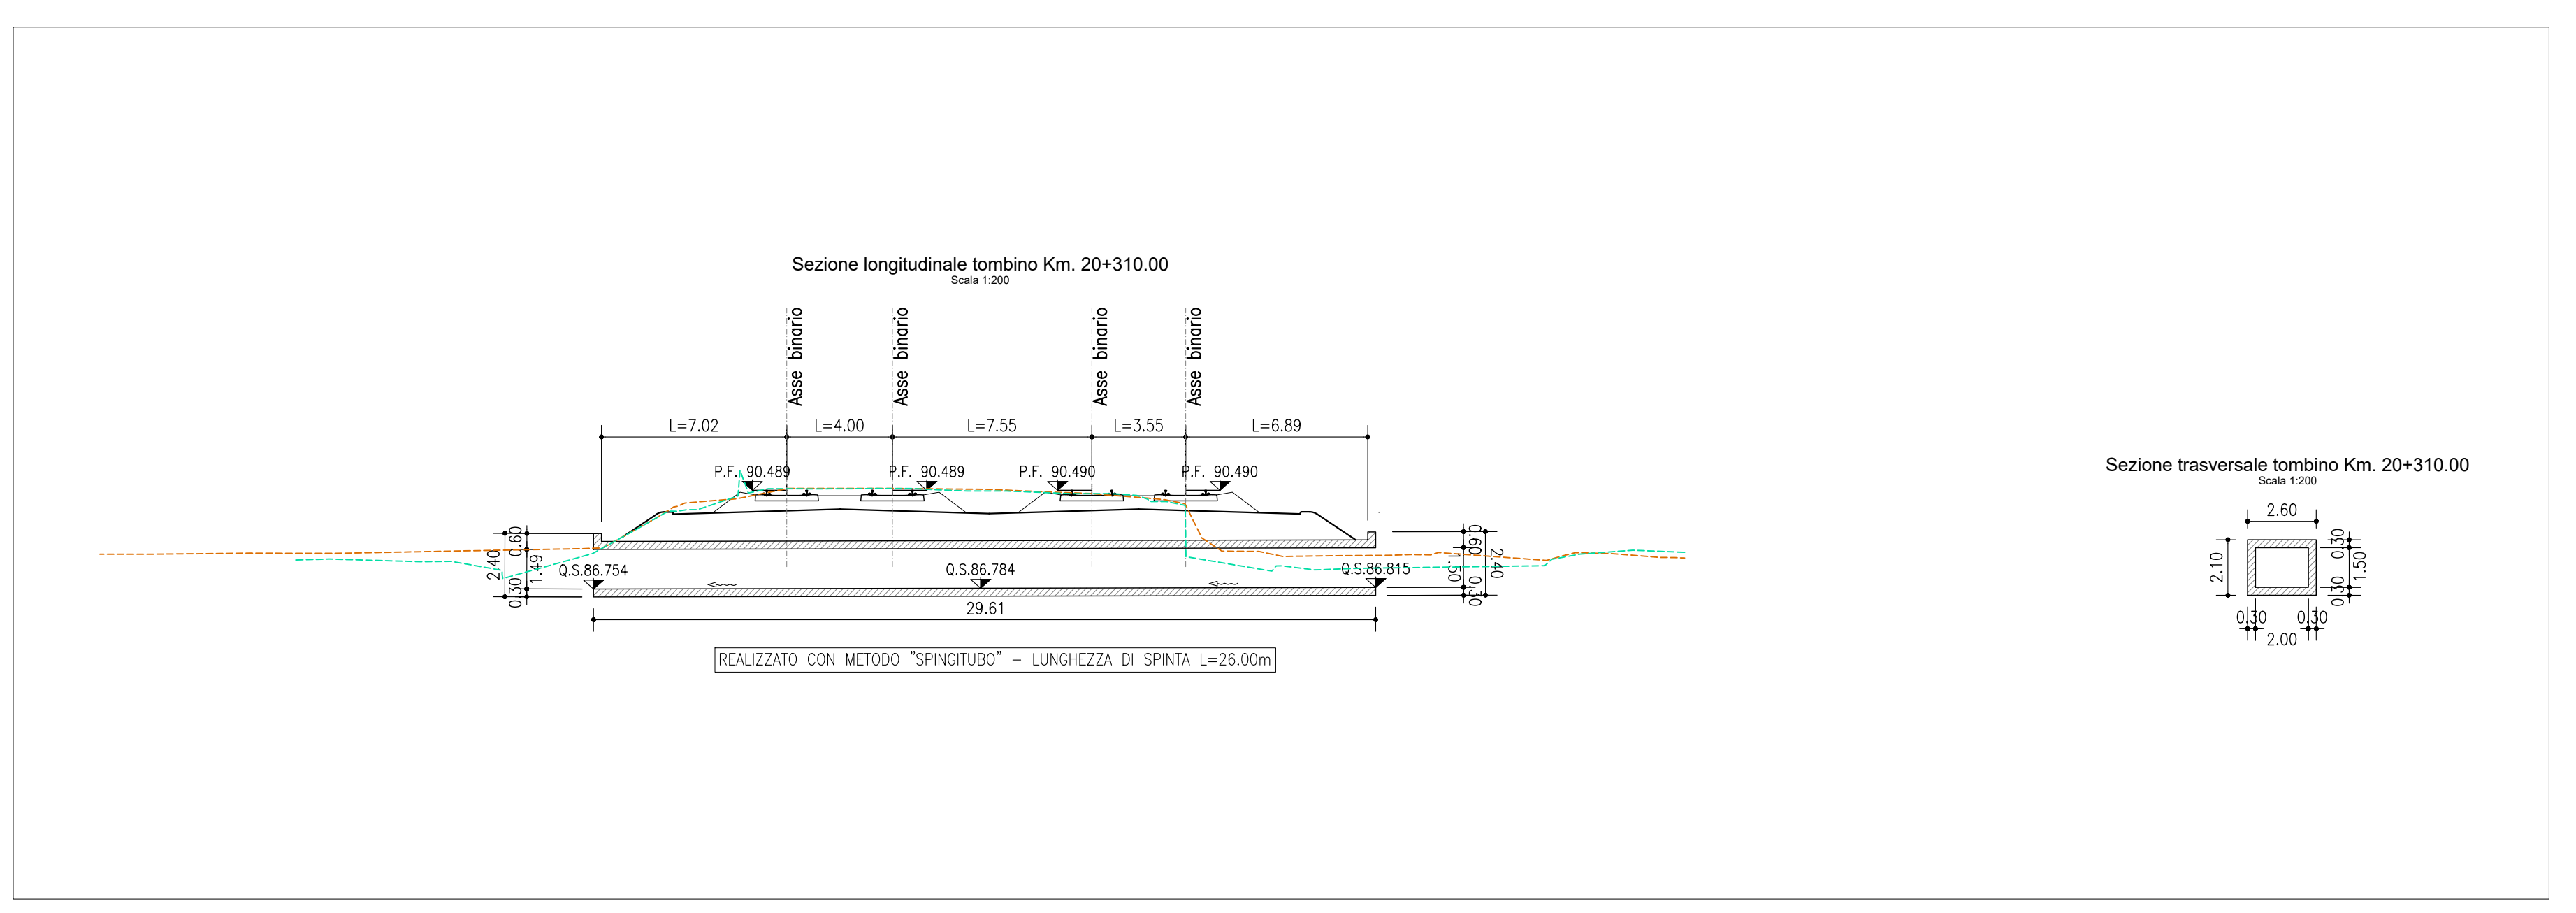 Sezione longitudinale tombino Km. 20+310.00
Scala 1:200
Asse binario
Asse binario
Asse binario
Asse binario
L=7.02
L=4.00
L=7.55
L=3.55
L=6.89
P.F. 90.489
P.F. 90.489
P.F. 90.490
P.F. 90.490
2.40
0.60
1.49
0.30
Q.S.86.754
Q.S.86.784
Q.S.86.815
0.60
1.50
0.30
2.40
29.61
REALIZZATO CON METODO "SPINGITUBO" - LUNGHEZZA DI SPINTA L=26.00m
Sezione trasversale tombino Km. 20+310.00
Scala 1:200
2.60
2.10
0.30
1.50
0.30
0.30
0.30
2.00